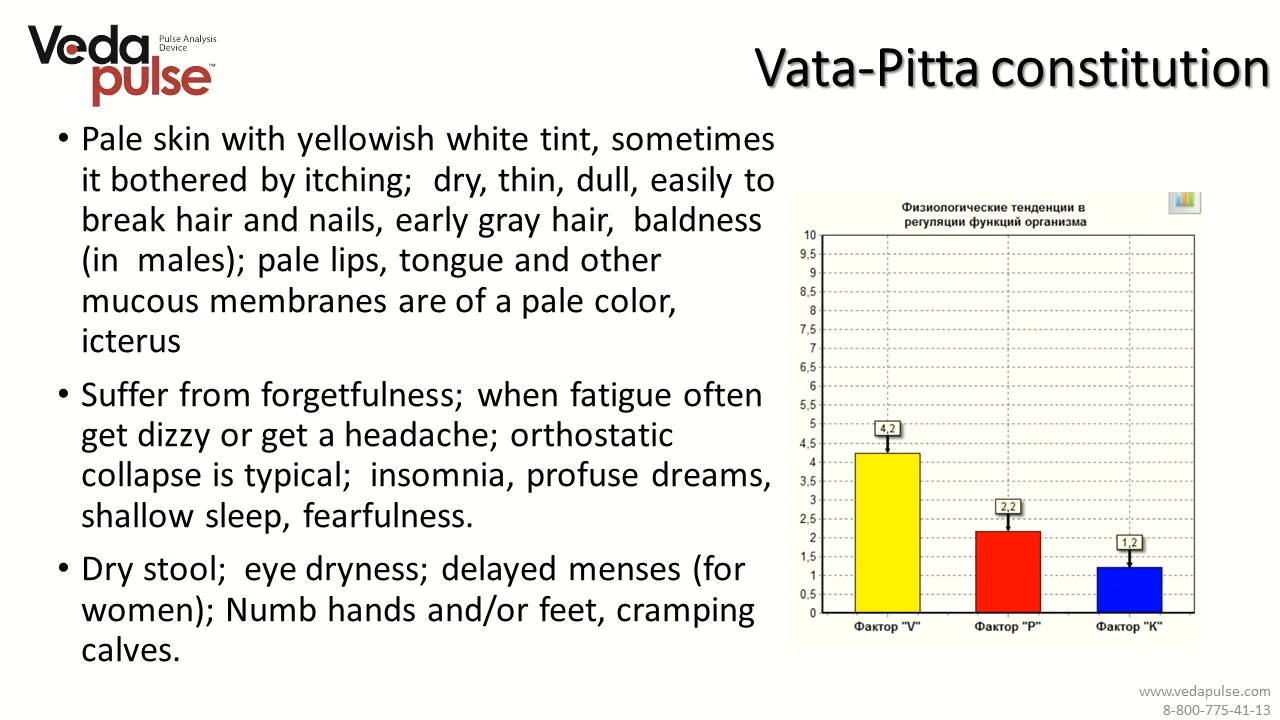 Veda
pulse™
Pulse Analysis
Device
Vata-Pitta constitution
• Pale skin with yellowish white tint, sometimes
it bothered by itching;  dry, thin, dull, easily to
break hair and nails, early gray hair,  baldness
(in  males); pale lips, tongue and other
mucous membranes are of a pale color,
icterus
• Suffer from forgetfulness;  when fatigue often
get dizzy or get a headache; orthostatic
collapse is typical;  insomnia, profuse dreams,
shallow sleep, fearfulness.
• Dry stool;  eye dryness; delayed menses (for
women); Numb hands and/or feet, cramping
calves.
Физиологические тенденции в
регуляции функций организма
10
9,5
9
8,5
8
7,5
7
6,5
6
5,5
5
4,5
4
3,5
3
2,5
2
1,5
1
0,5
0
4,2
2,2
1,2
Фактор "V"
Фактор "P"
Фактор "K"
www.vedapulse.com
8-800-775-41-13